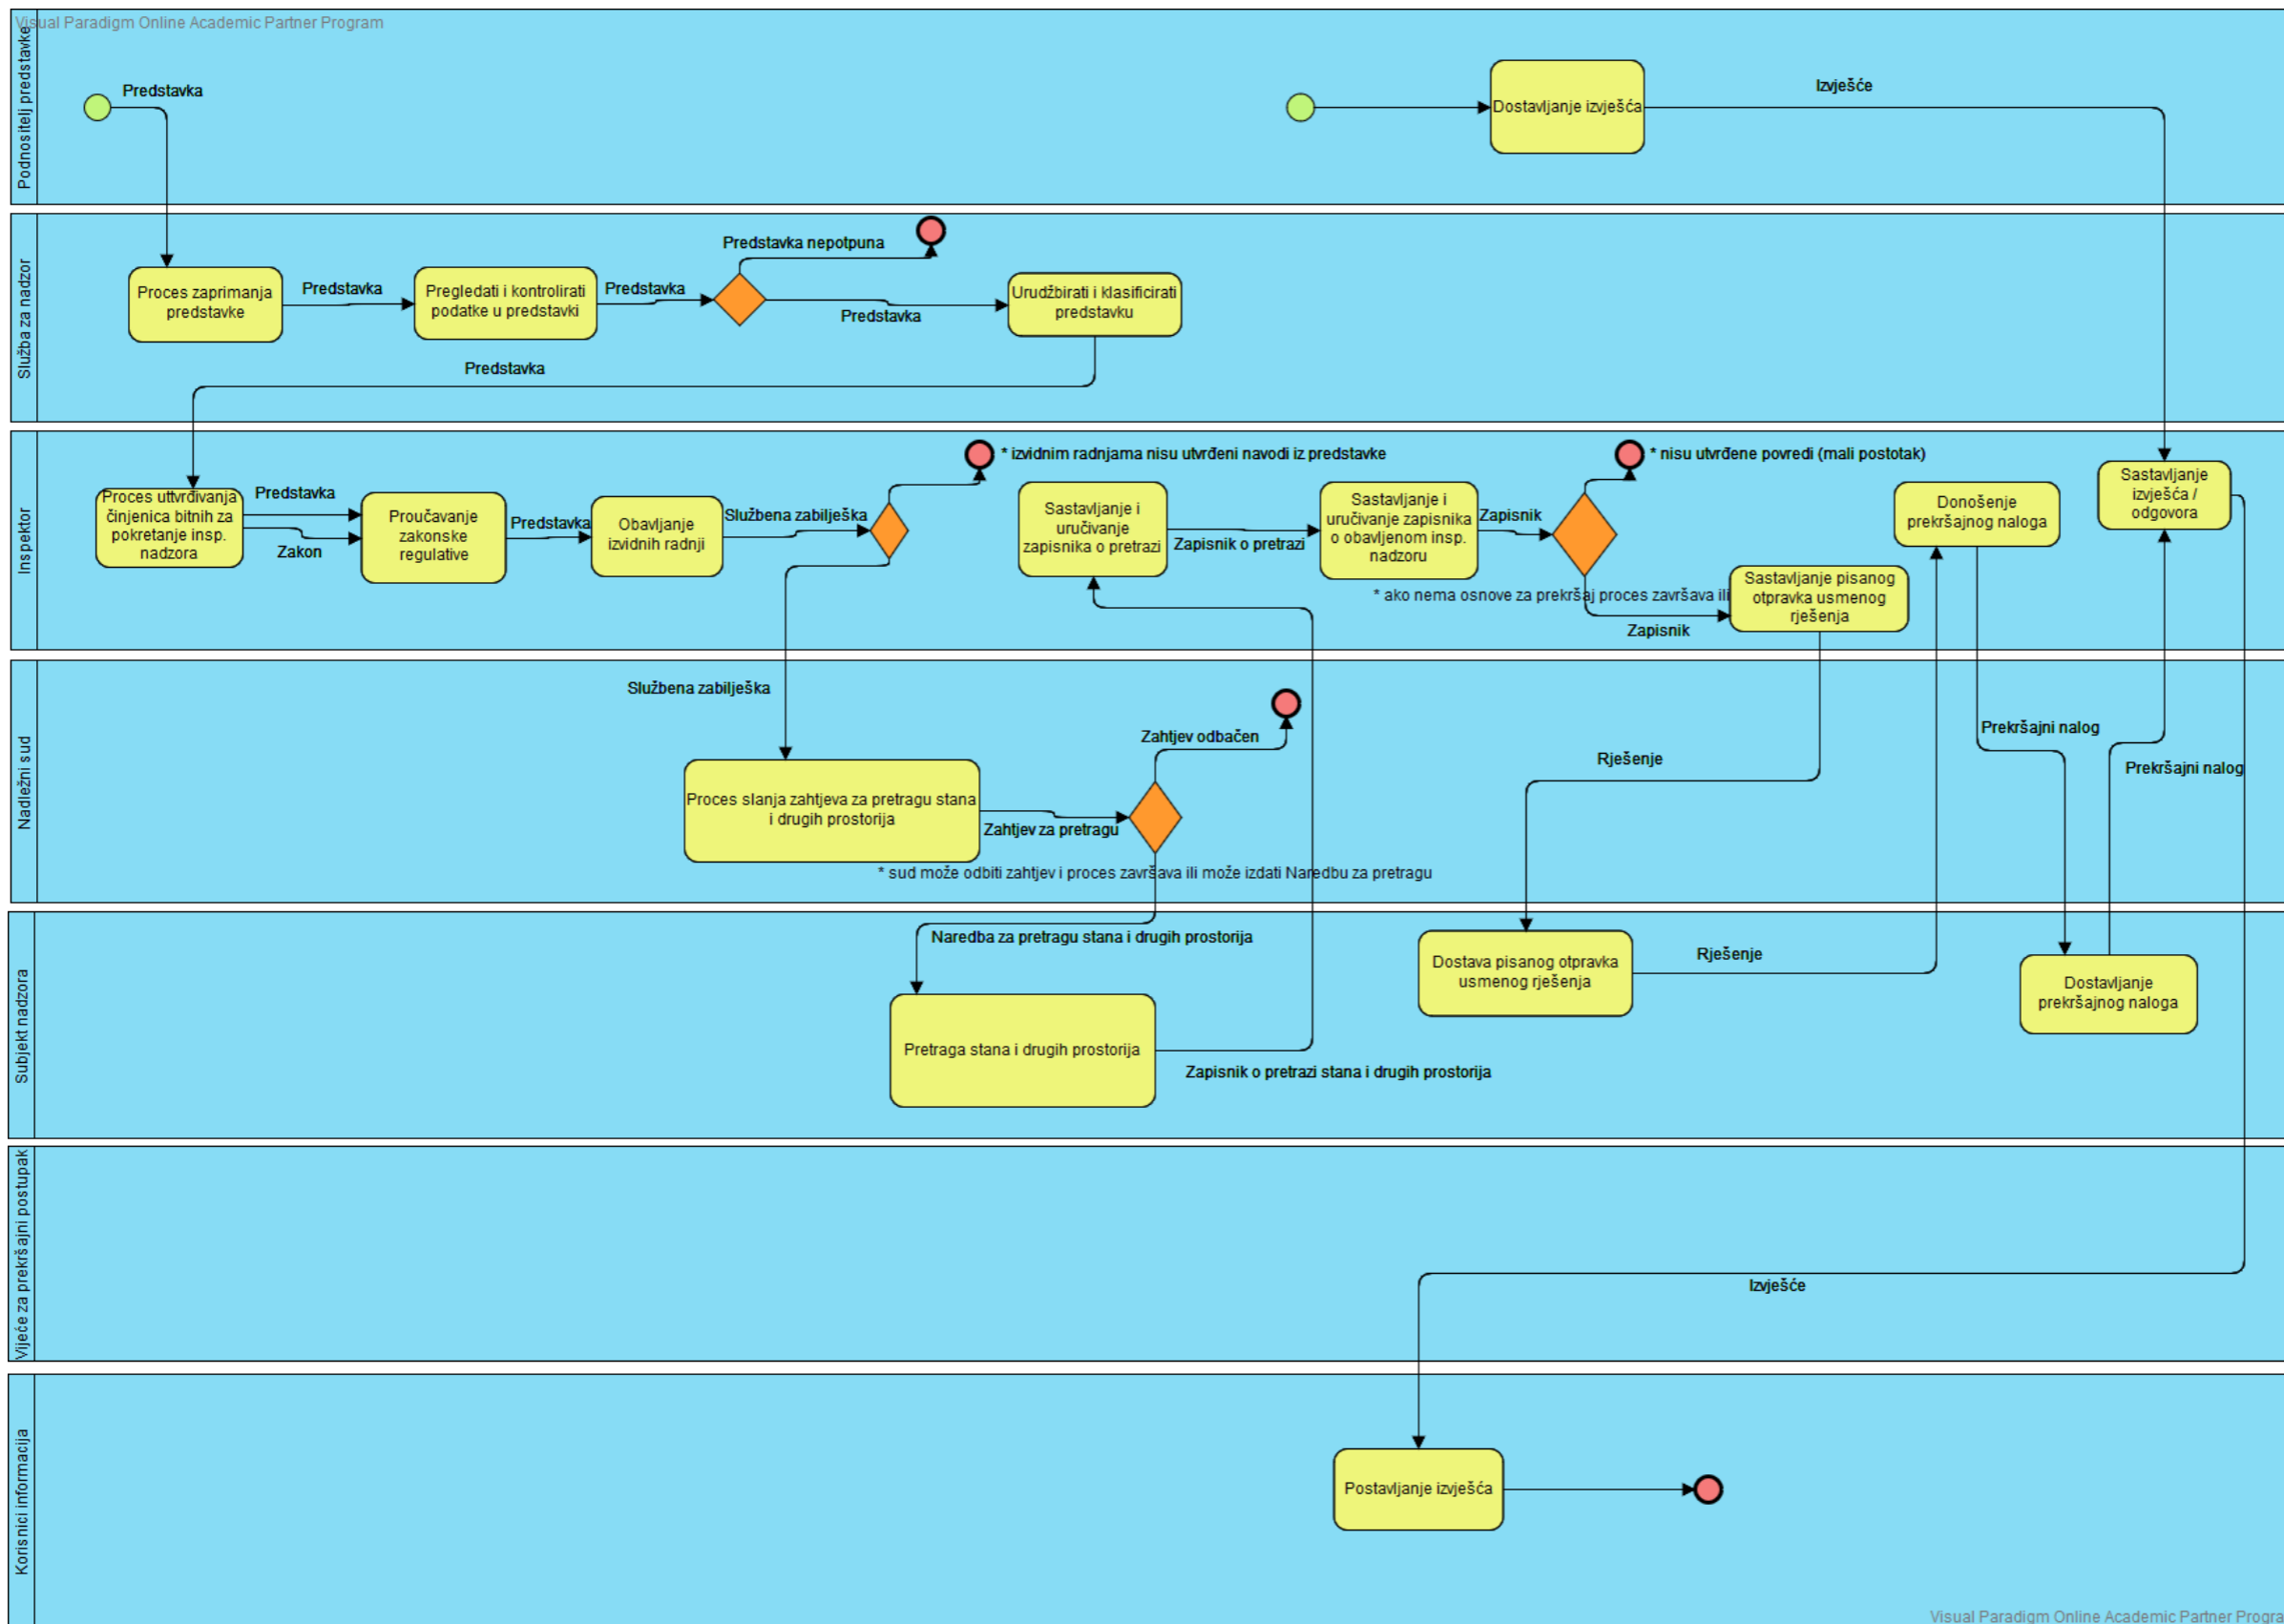 Visual Paradigm Online Academic Partner Program
Podnositelj predstavke
Predstavka
Dostavljanje izvješća
Izvješće
Služba za nadzor
Proces zaprimanja
predstavke
Predstavka
Pregledati i kontrolirati
podatke u predstavki
Predstavka
Predstavka nepotpuna
Predstavka
Urudžbirati i klasificirati
predstavku
Predstavka
Inspektor
Proces uttvrđivanja
činjenica bitnih za
pokretanje insp.
nadzora
Predstavka
Zakon
Proučavanje
zakonske
regulative
Predstavka
Obavljanje
izvidnih radnji
Službena zabilješka
* izvidnim radnjama nisu utvrđeni navodi iz predstavke
Sastavljanje i
uručivanje
zapisnika o pretrazi
Zapisnik o pretrazi
Sastavljanje i
uručivanje zapisnika
o obavljenom insp.
nadzoru
Zapisnik
* nisu utvrđene povredi (mali postotak)
* ako nema osnove za prekršaj proces završava ili
Zapisnik
Sastavljanje pisanog
otpravka usmenog
rješenja
Donošenje
prekršajnog naloga
Sastavljanje
izvješća /
odgovora
Nadležni sud
Službena zabilješka
Proces slanja zahtjeva za pretragu stana
i drugih prostorija
Zahtjev za pretragu
Zahtjev odbačen
* sud može odbiti zahtjev i proces završava ili može izdati Naredbu za pretragu
Rješenje
Prekršajni nalog
Prekršajni nalog
Subjekt nadzora
Naredba za pretragu stana i drugih prostorija
Pretraga stana i drugih prostorija
Zapisnik o pretrazi stana i drugih prostorija
Dostava pisanog otpravka
usmenog rješenja
Rješenje
Dostavljanje
prekršajnog naloga
Vijeće za prekršajni postupak
Izvješće
Korisnici informacija
Postavljanje izvješća
Visual Paradigm Online Academic Partner Progra